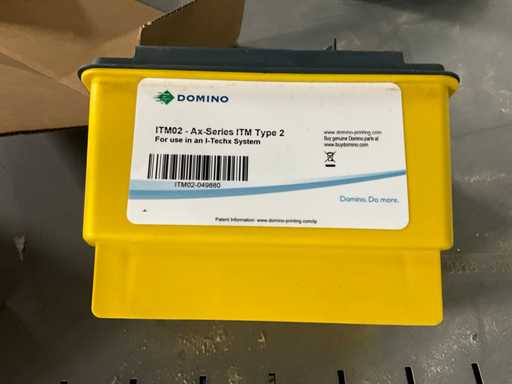 DOMINO
ITM02 - Ax-Series ITM Type 2
For use in an i-Techx System
www.domino-printing.com
Buy genuine Domino parts at
www.buydomino.com
ITM02-049860
Domino. Do more.
Patent Information: www.domino-printing.com/ip